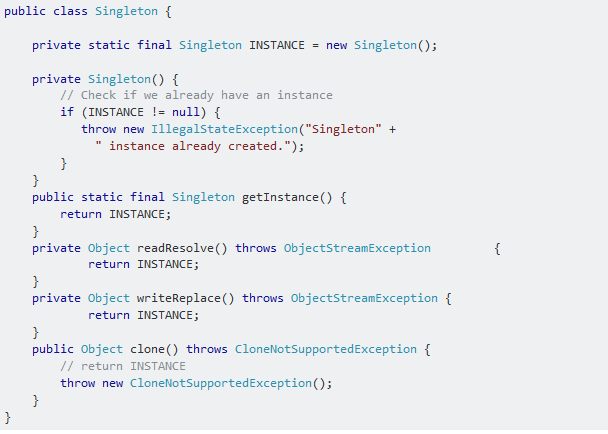 public class Singleton {
private static final Singleton INSTANCE = new Singleton();
private Singleton() {
// Check if we already have an instance
if (INSTANCE != null) {
throw new IllegalStateException("Singleton" +
" instance already created.");
}
}
public static final Singleton getInstance() {
return INSTANCE;
}
private Object readResolve() throws ObjectStreamException {
return INSTANCE;
}
private Object writeReplace() throws ObjectStreamException {
return INSTANCE;
}
public Object clone() throws CloneNotSupportedException {
// return INSTANCE
throw new CloneNotSupportedException();
}
}